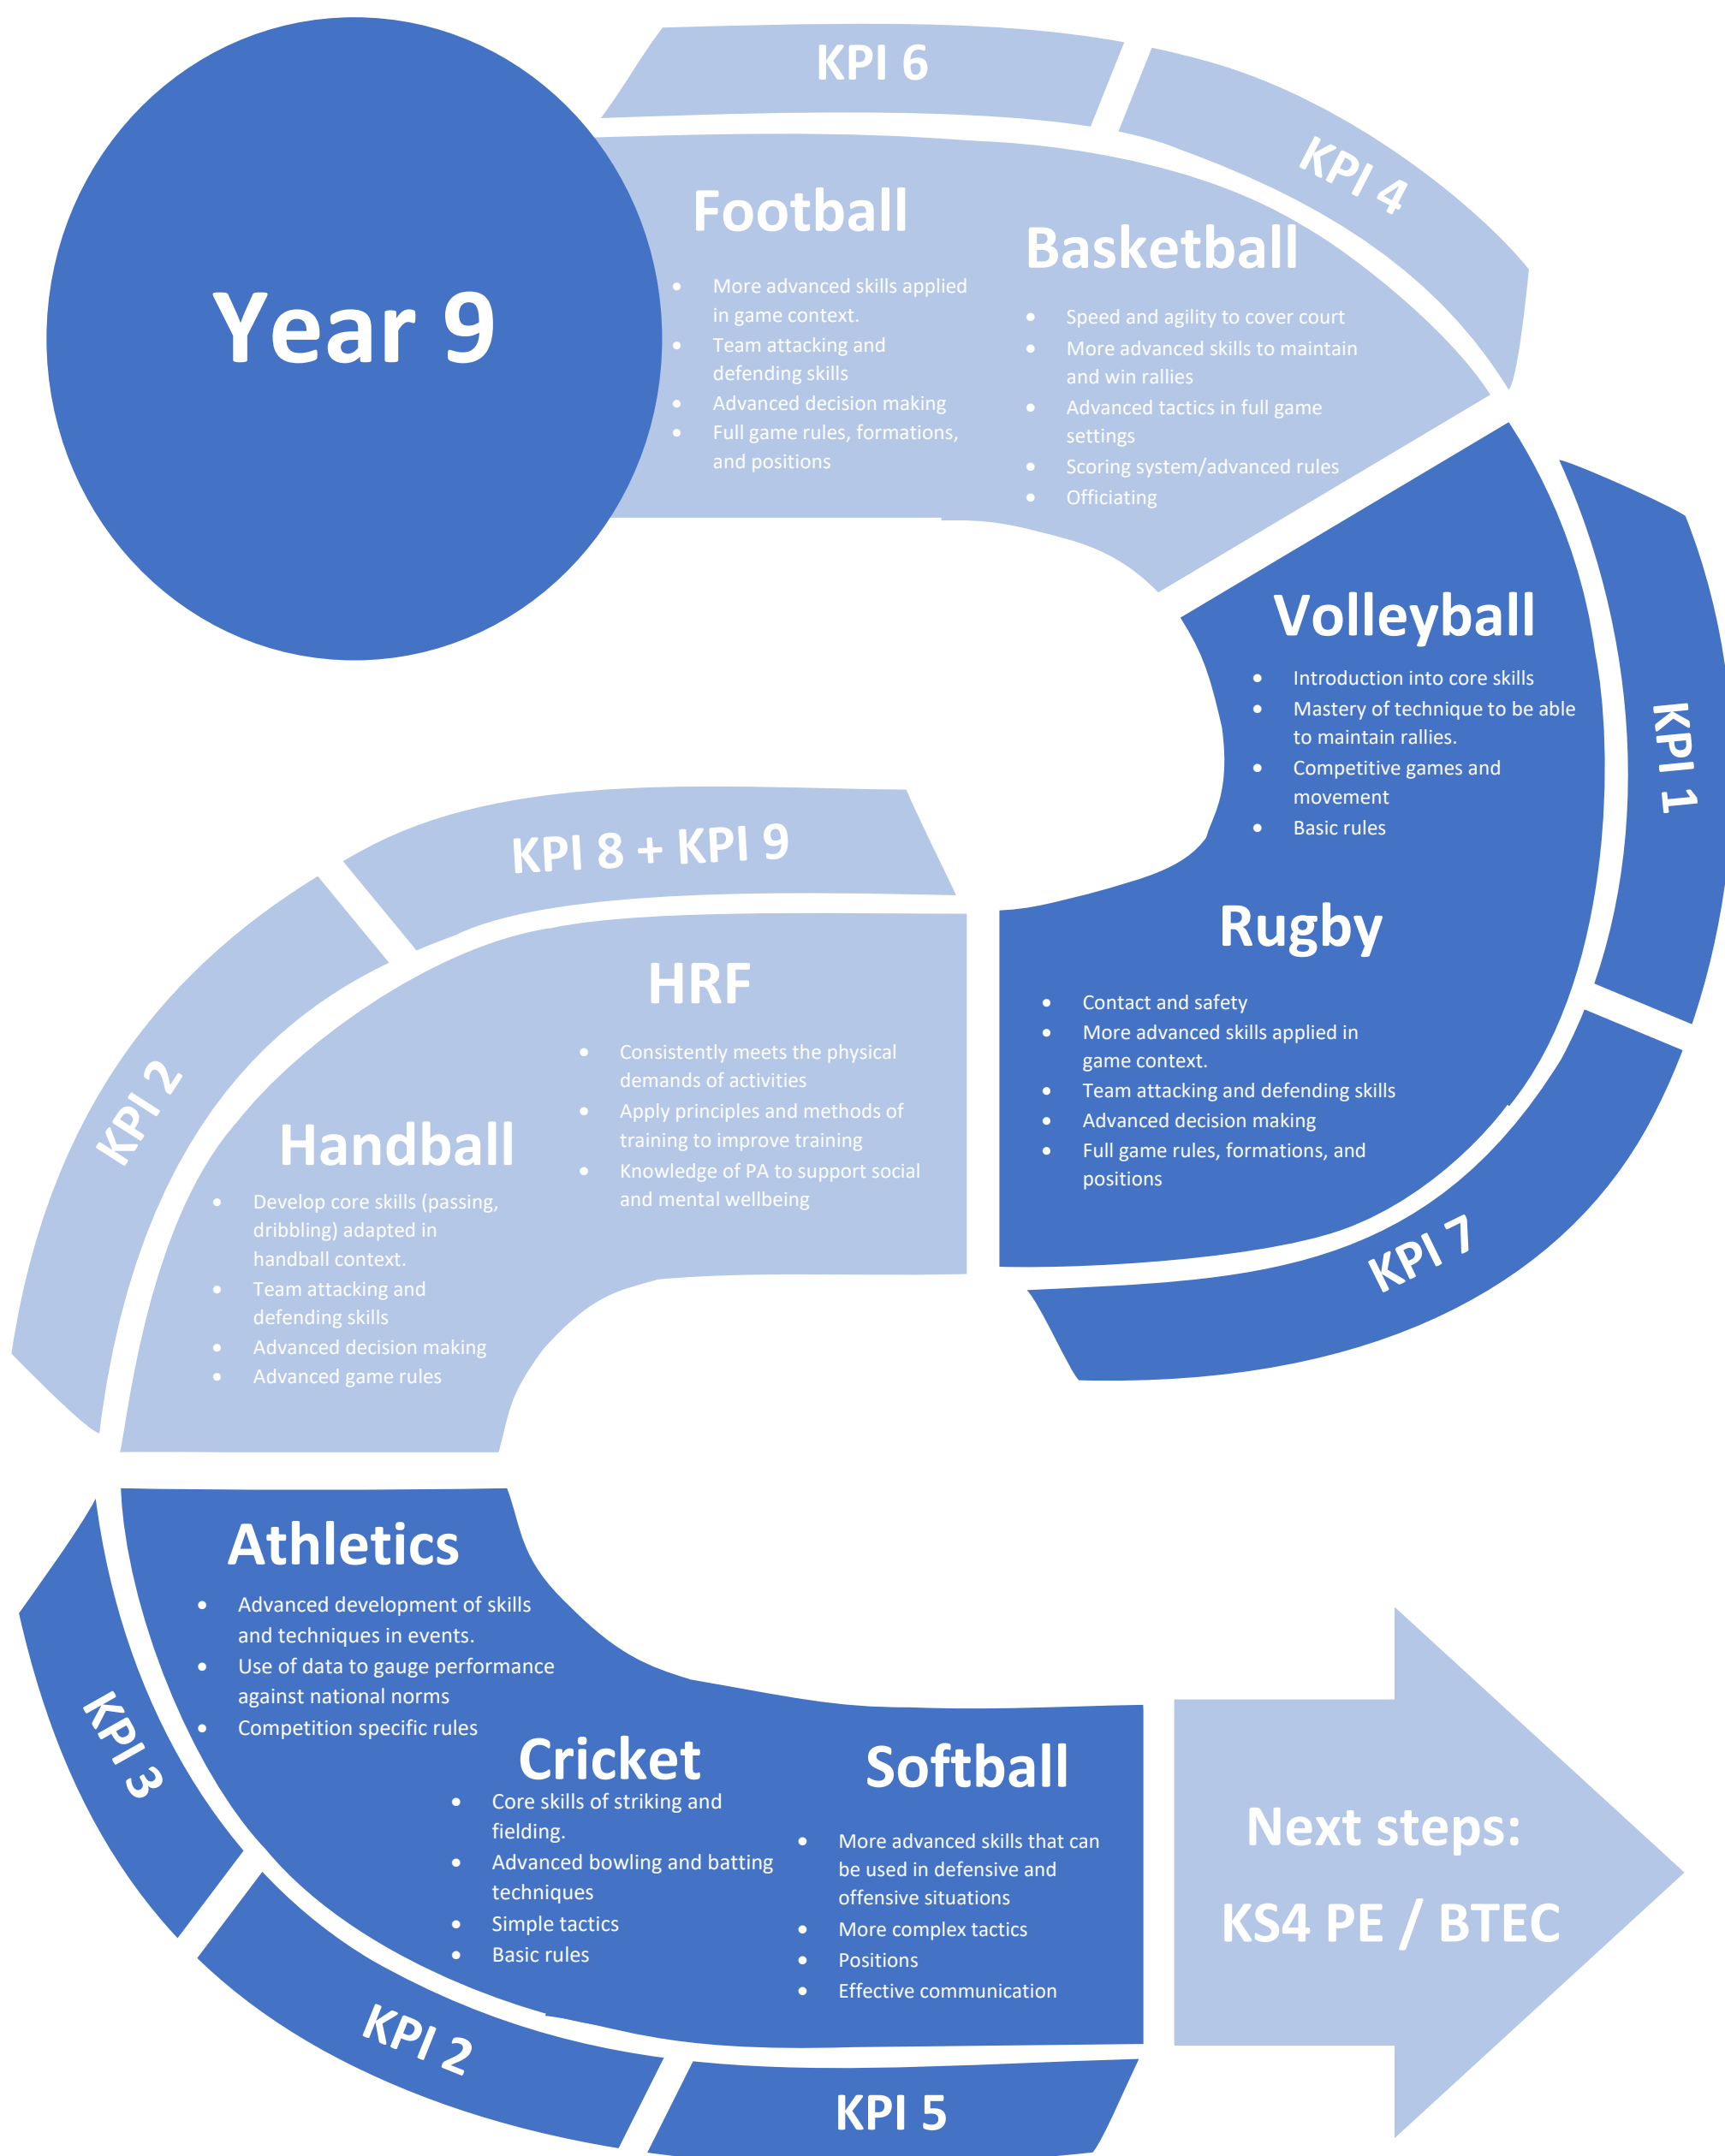 Year 9
KPI 6
KPI 4
Football
• More advanced skills applied
in game context.
• Team attacking and
defending skills
• Advanced decision making
• Full game rules, formations,
and positions
Basketball
• Speed and agility to cover court
• More advanced skills to maintain
and win rallies
• Advanced tactics in full game
settings
• Scoring system/advanced rules
• Officiating
KPI 1
Volleyball
• Introduction into core skills
• Mastery of technique to be able
to maintain rallies.
• Competitive games and
movement
• Basic rules
Rugby
• Contact and safety
• More advanced skills applied in
game context.
• Team attacking and defending skills
• Advanced decision making
• Full game rules, formations, and
positions
KPI 7
KPI 8 + KPI 9
HRF
• Consistently meets the physical
demands of activities
• Apply principles and methods of
training to improve training
• Knowledge of PA to support social
and mental wellbeing
KPI 2
Handball
• Develop core skills (passing,
dribbling) adapted in
handball context.
• Team attacking and
defending skills
• Advanced decision making
• Advanced game rules
Athletics
• Advanced development of skills
and techniques in events.
• Use of data to gauge performance
against national norms
• Competition specific rules
KPI 3
Cricket
• Core skills of striking and
fielding.
• Advanced bowling and batting
techniques
• Simple tactics
• Basic rules
KPI 2
Softball
• More advanced skills that can
be used in defensive and
offensive situations
• More complex tactics
• Positions
• Effective communication
KPI 5
Next steps:
KS4 PE / BTEC